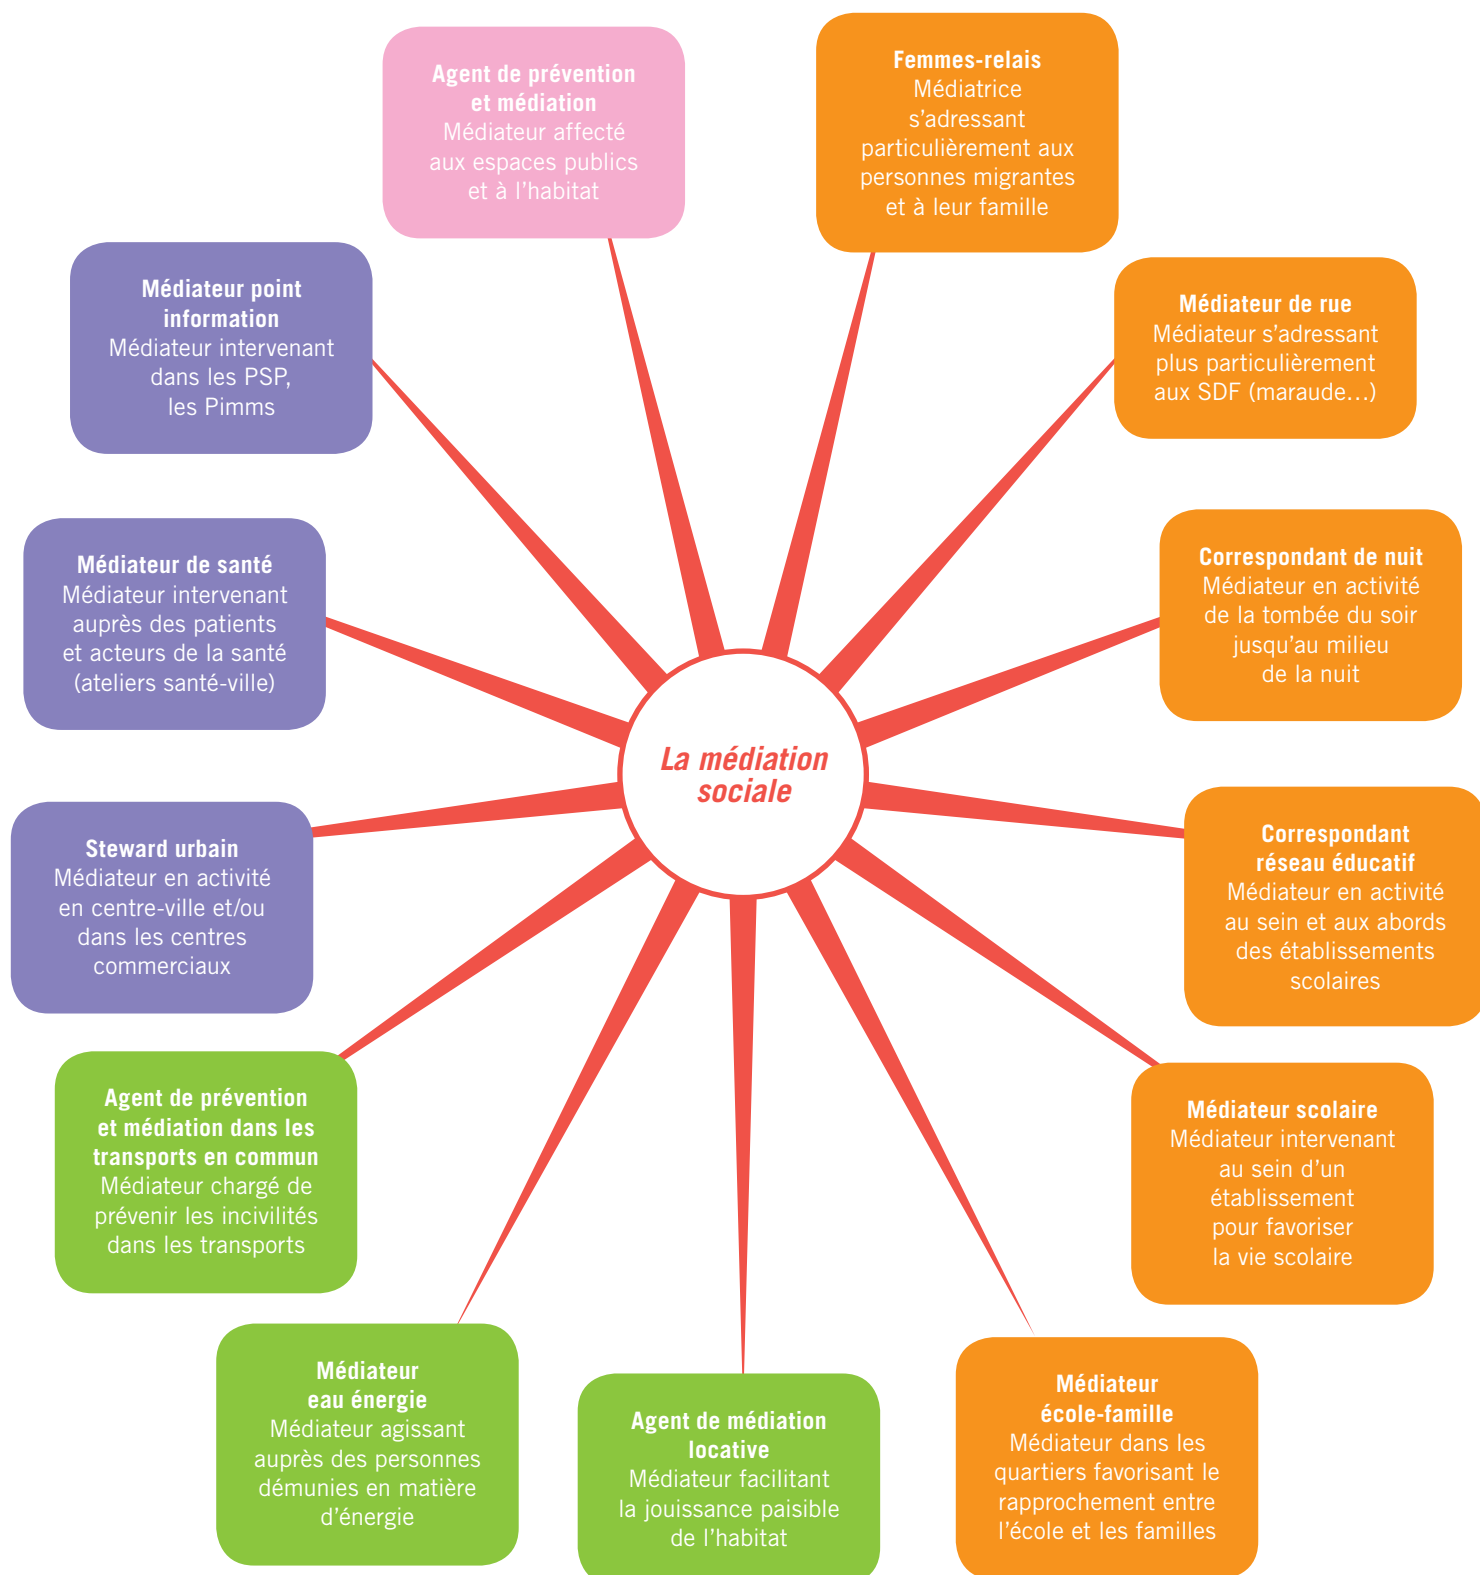 Agent de prévention
et médiation
Médiateur affecté
aux espaces publics
et à l'habitat
Femmes-relais
Médiatrice
s'adressant
particulièrement aux
personnes migrantes
et à leur famille
Médiateur point
information
Médiateur intervenant
dans les PSP,
les Pimms
Médiateur de rue
Médiateur s'adressant
plus particulièrement
aux SDF (maraude…)
Médiateur de santé
Médiateur intervenant
auprès des patients
et acteurs de la santé
(ateliers santé-ville)
Correspondant de nuit
Médiateur en activité
de la tombée du soir
jusqu'au milieu
de la nuit
La médiation
sociale
Steward urbain
Médiateur en activité
en centre-ville et/ou
dans les centres
commerciaux
Correspondant
réseau éducatif
Médiateur en activité
au sein et aux abords
des établissements
scolaires
Agent de prévention
et médiation dans les
transports en commun
Médiateur chargé de
prévenir les incivilités
dans les transports
Médiateur scolaire
Médiateur intervenant
au sein d'un
établissement
pour favoriser
la vie scolaire
Médiateur
eau énergie
Médiateur agissant
auprès des personnes
démunies en matière
d'énergie
Agent de médiation
locative
Médiateur facilitant
la jouissance paisible
de l'habitat
Médiateur
école-famille
Médiateur dans les
quartiers favorisant le
rapprochement entre
l'école et les familles